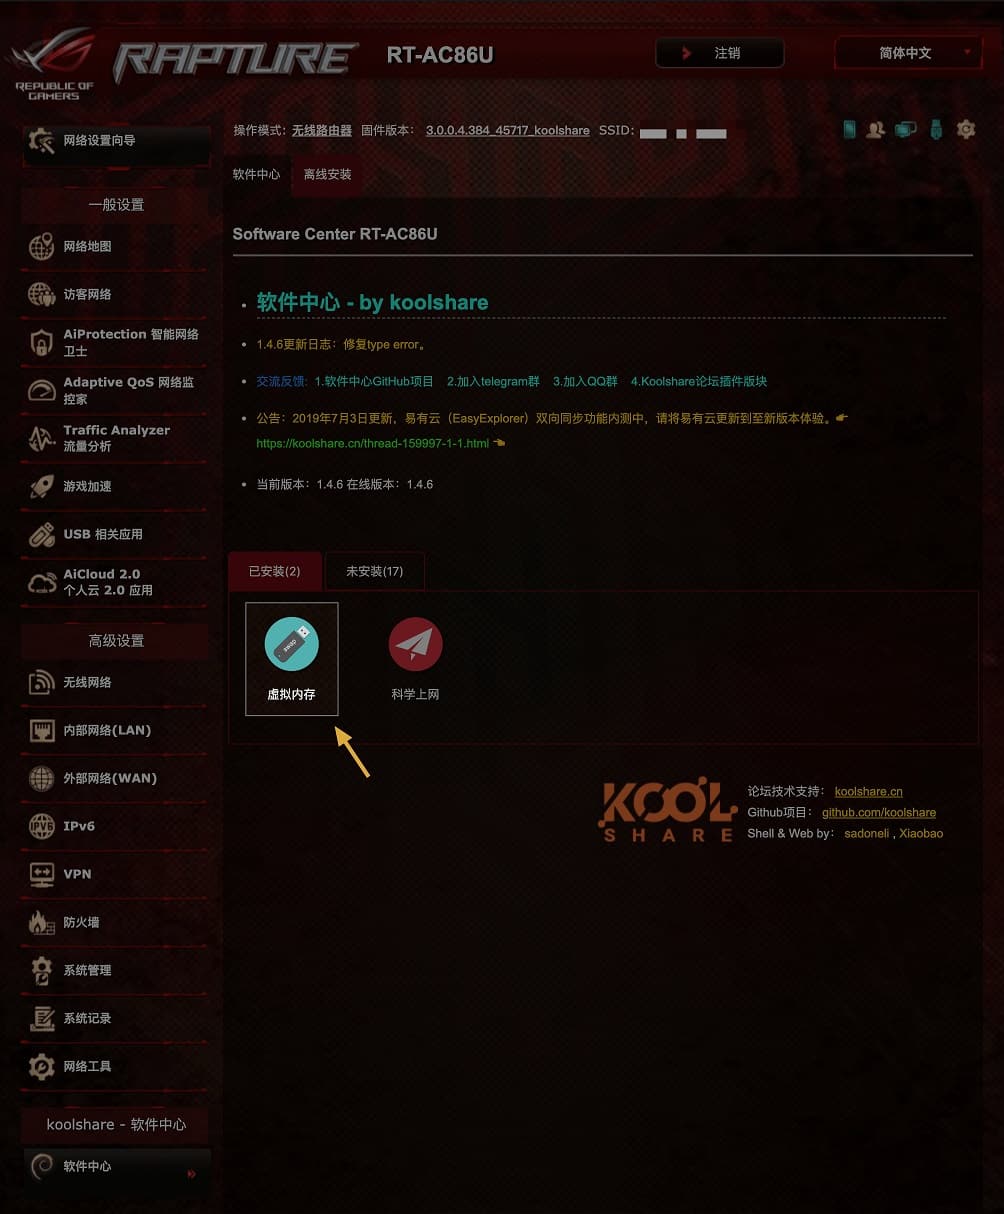 REPUBLIC OF
GAMERS
RAPTURE
RT-AC86U
注销
简体中文
操作模式: 无线路由器 固件版本: 3.0.0.4.384_45717_koolshare SSID:
软件中心
离线安装
Software Center RT-AC86U
软件中心 - by koolshare
1.4.6更新日志：修复type error。
交流反馈: 1.软件中心GitHub项目 2.加入telegram群 3.加入QQ群 4.Koolshare论坛插件版块
公告：2019年7月3日更新，易有云（EasyExplorer）双向同步功能内测中，请将易有云更新到至新版本体验。
https://koolshare.cn/thread-159997-1-1.html
当前版本：1.4.6 在线版本：1.4.6
已安装(2)
未安装(17)
虚拟内存
科学上网
KOOL
SHARE
论坛技术支持： koolshare.cn
Github项目： github.com/koolshare
Shell & Web by： sadoneli , Xiaobao
网络设置向导
一般设置
网络地图
访客网络
AiProtection 智能网络
卫士
Adaptive QoS 网络监
控家
Traffic Analyzer
流量分析
游戏加速
USB 相关应用
AiCloud 2.0
个人云 2.0 应用
高级设置
无线网络
内部网络(LAN)
外部网络(WAN)
IPv6
VPN
防火墙
系统管理
系统记录
网络工具
koolshare - 软件中心
软件中心